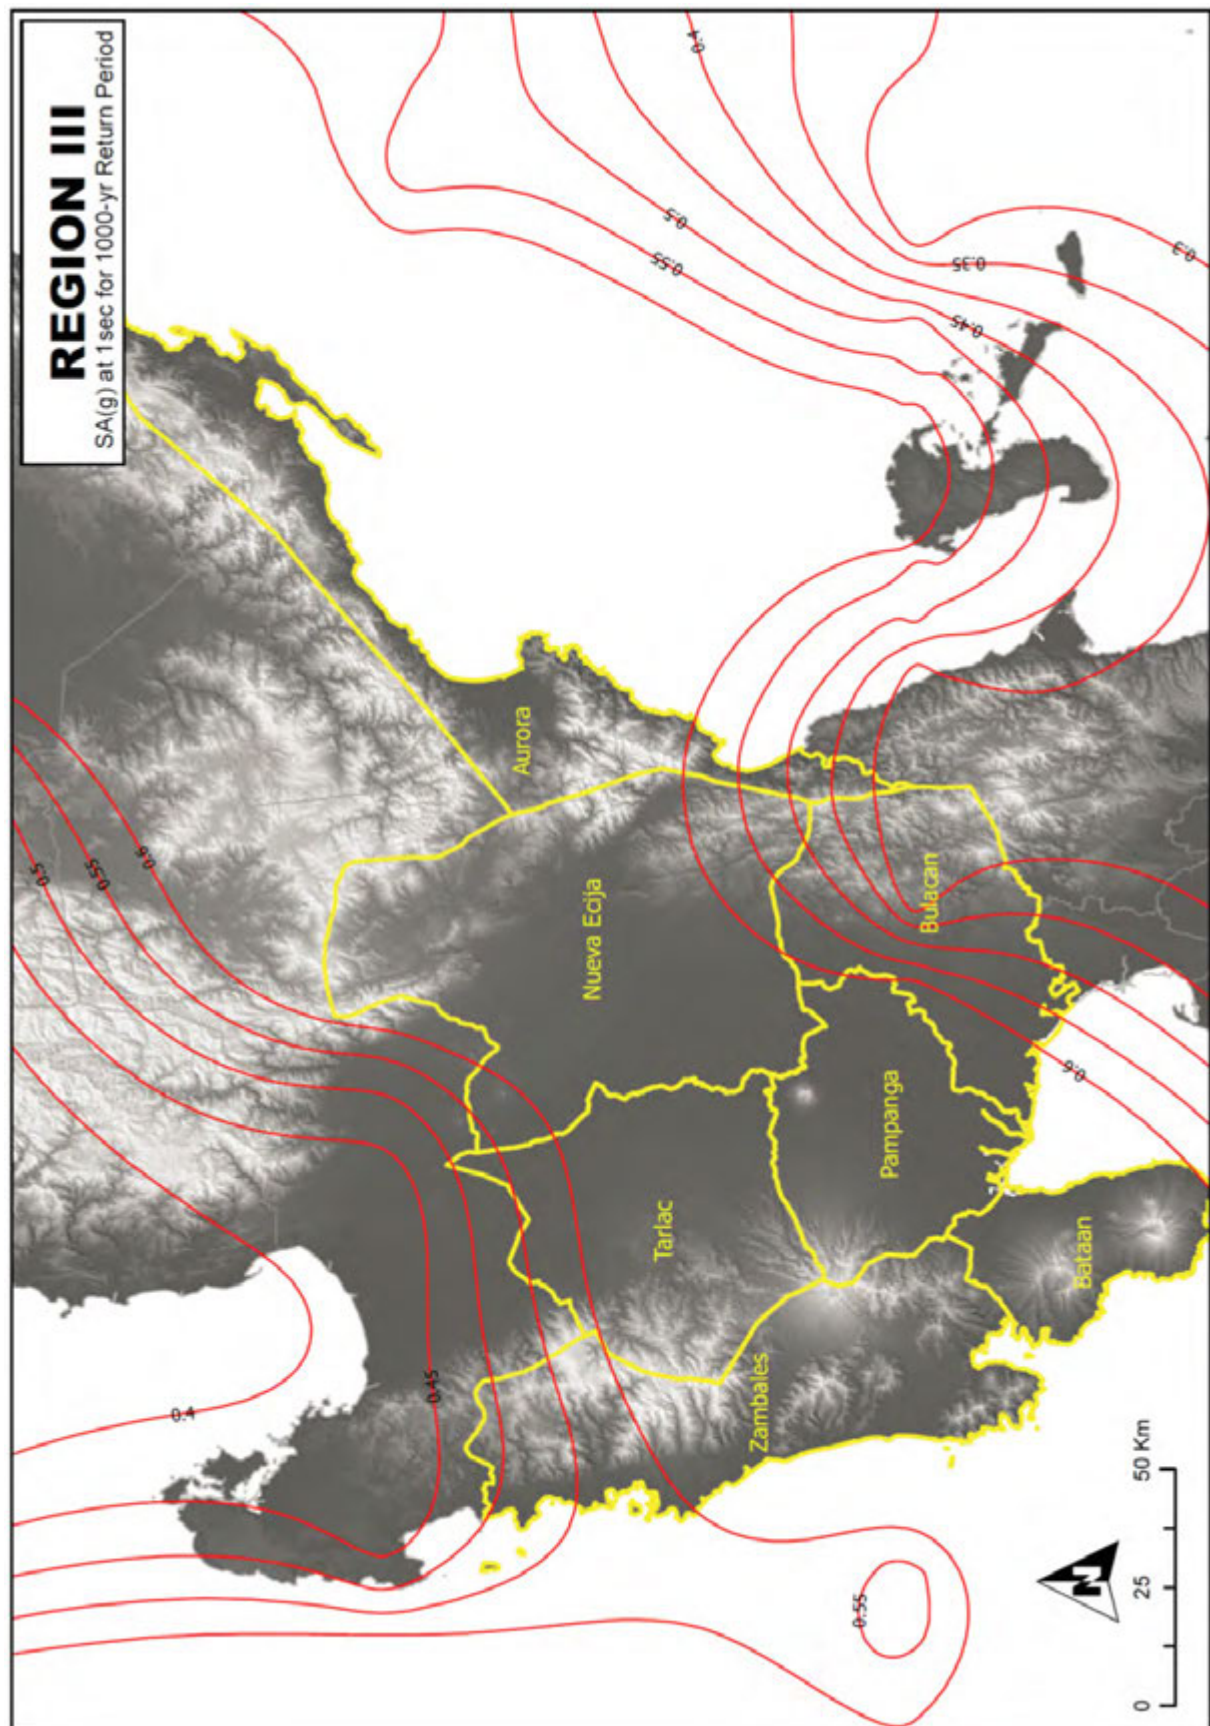 REGION III
SA(g) at 1sec for 1000-yr Return Period
0.4
0.5
0.55
0.35
0.45
0.3
0.5
0.55
0.6
Aurora
Nueva Ecija
Bulacan
0.6
Tarlac
Pampanga
Bataan
Zambales
0.4
0.45
0.55
N
0 25 50 Km